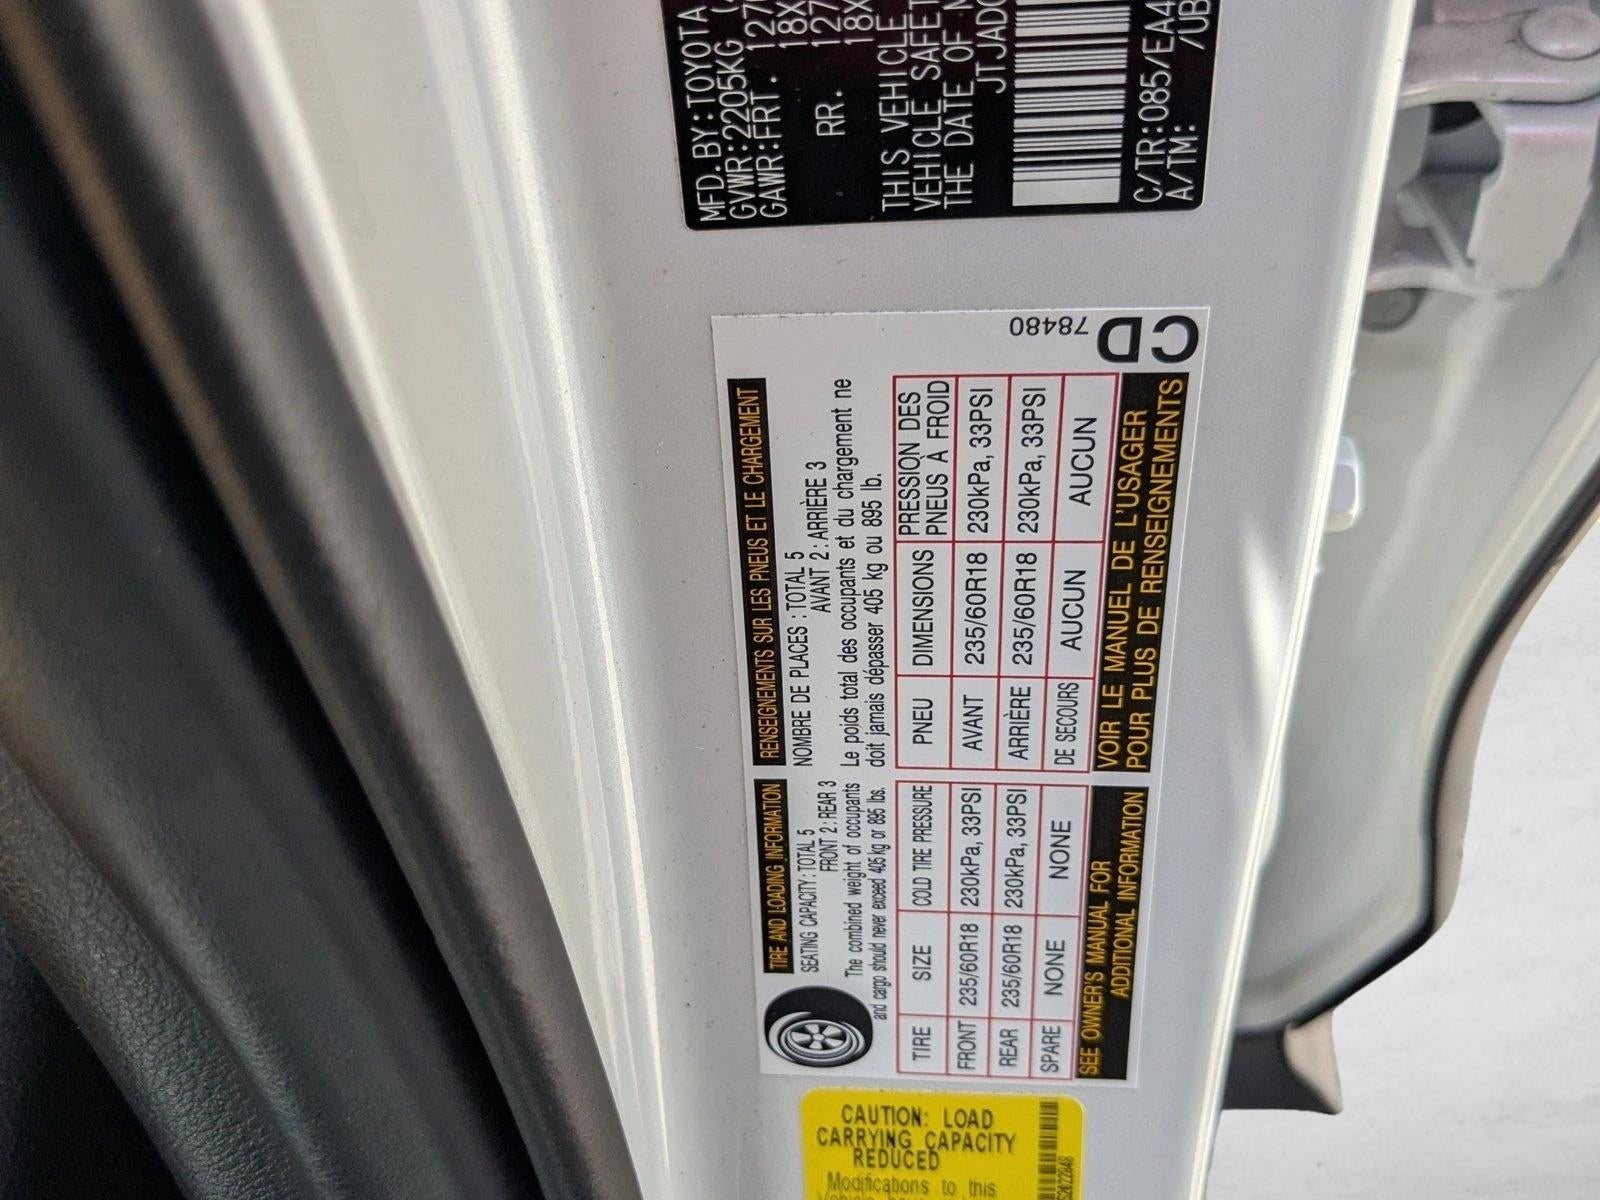 MFD. BY: TOYOTA
GVWR: 2205KG
GAWR: FRT.
18X
RR.
18X
THIS VEHICLE
VEHICLE SAFET
THE DATE OF
JTJAD
C/TR: 085/EA4
A/TM: /UB
TIRE AND LOADING INFORMATION
SEATING CAPACITY: TOTAL 5
FRONT 2: REAR 3
The combined weight of occupants
and cargo should never exceed 405 kg or 895 lbs.
TIRE SIZE COLD TIRE PRESSURE
FRONT 235/60R18 230kPa, 33PSI
REAR 235/60R18 230kPa, 33PSI
SPARE NONE NONE
SEE OWNER'S MANUAL FOR
ADDITIONAL INFORMATION
RENSEIGNEMENTS SUR LES PNEUS ET LE CHARGEMENT
NOMBRE DE PLACES : TOTAL 5
AVANT 2 : ARRIÈRE 3
Le poids total des occupants et du chargement ne
doit jamais dépasser 405 kg ou 895 lb.
PNEU DIMENSIONS PRESSION DES
PNEUS À FROID
AVANT 235/60R18 230kPa, 33PSI
ARRIÈRE 235/60R18 230kPa, 33PSI
DE SECOURS AUCUN AUCUN
VOIR LE MANUEL DE L'USAGER
POUR PLUS DE RENSEIGNEMENTS
78480
CD
CAUTION: LOAD
CARRYING CAPACITY
REDUCED
Modifications to this